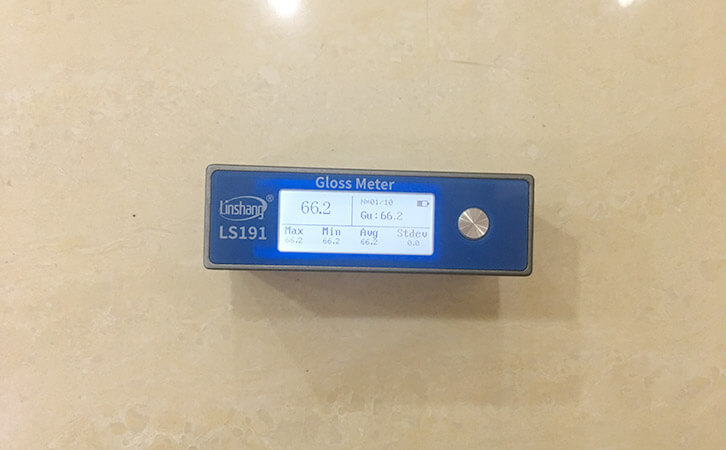 Gloss Meter
Linshang®
LS191
66.2
N=01/10
Gu:66.2
Max Min Avg Stdev
66.2 66.2 66.2 0.0